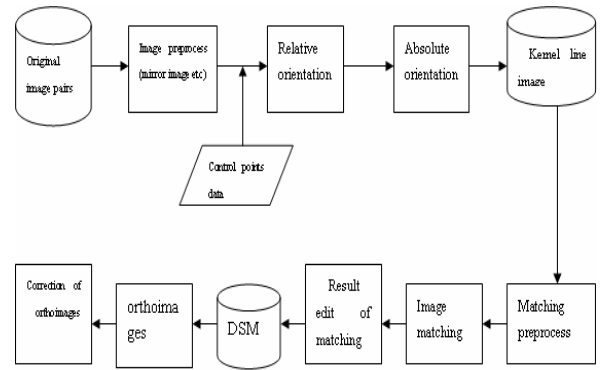 Original
image pairs
Image preprocess
(mirror image etc)
Relative
orientation
Absolute
orientation
Kernel line
image
Control points
data
Correction of
orthoimages
orthoima
ges
DSM
Result
edit of
matching
Image
matching
Matching
preprocess